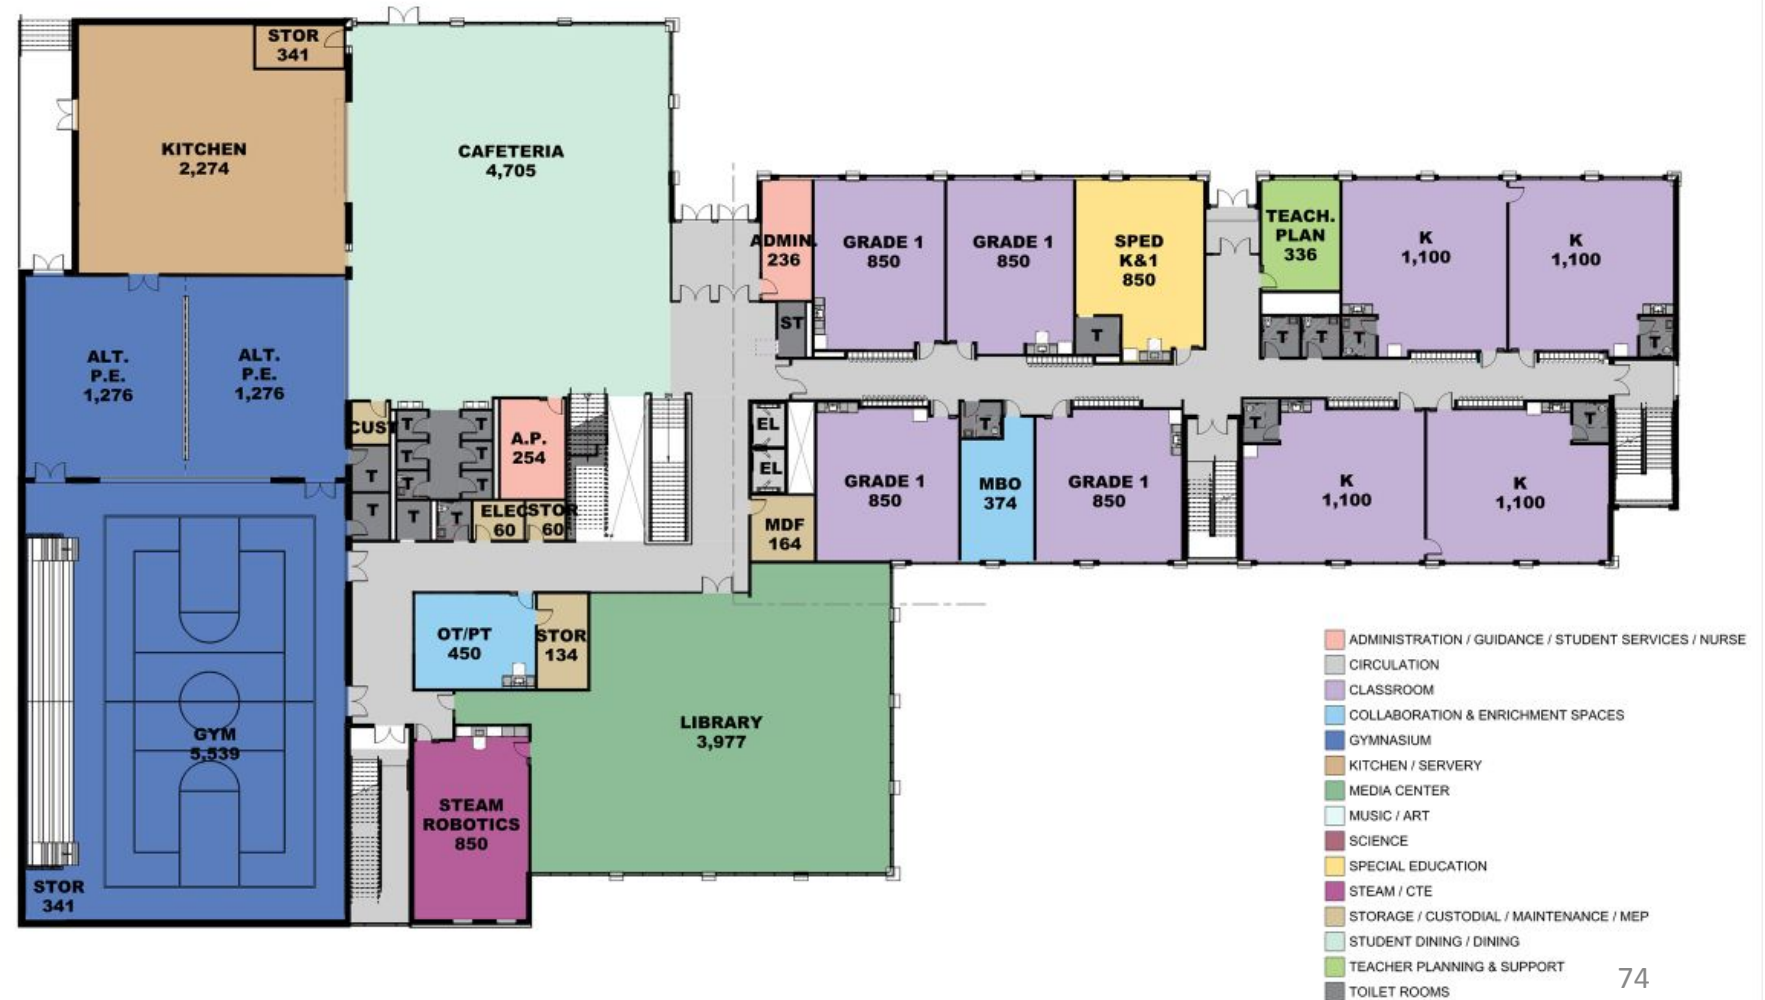 STOR
341
KITCHEN
2,274
CAFETERIA
4,705
ADMIN.
236
GRADE 1
850
GRADE 1
850
SPED
K&1
850
T
TEACH.
PLAN
336
K
1,100
K
1,100
ST
T
T
T
T
ALT.
P.E.
1,276
ALT.
P.E.
1,276
CUST
T
T
T
T
T
T
T
T
T
T
A.P.
254
ELEC
60
STOR
60
EL
EL
MDF
164
GRADE 1
850
T
MBO
374
GRADE 1
850
T
K
1,100
T
K
1,100
GYM
5,539
STOR
341
OT/PT
450
STOR
134
LIBRARY
3,977
STEAM
ROBOTICS
850
ADMINISTRATION / GUIDANCE / STUDENT SERVICES / NURSE
CIRCULATION
CLASSROOM
COLLABORATION & ENRICHMENT SPACES
GYMNASIUM
KITCHEN / SERVERY
MEDIA CENTER
MUSIC / ART
SCIENCE
SPECIAL EDUCATION
STEAM / CTE
STORAGE / CUSTODIAL / MAINTENANCE / MEP
STUDENT DINING / DINING
TEACHER PLANNING & SUPPORT
TOILET ROOMS
74